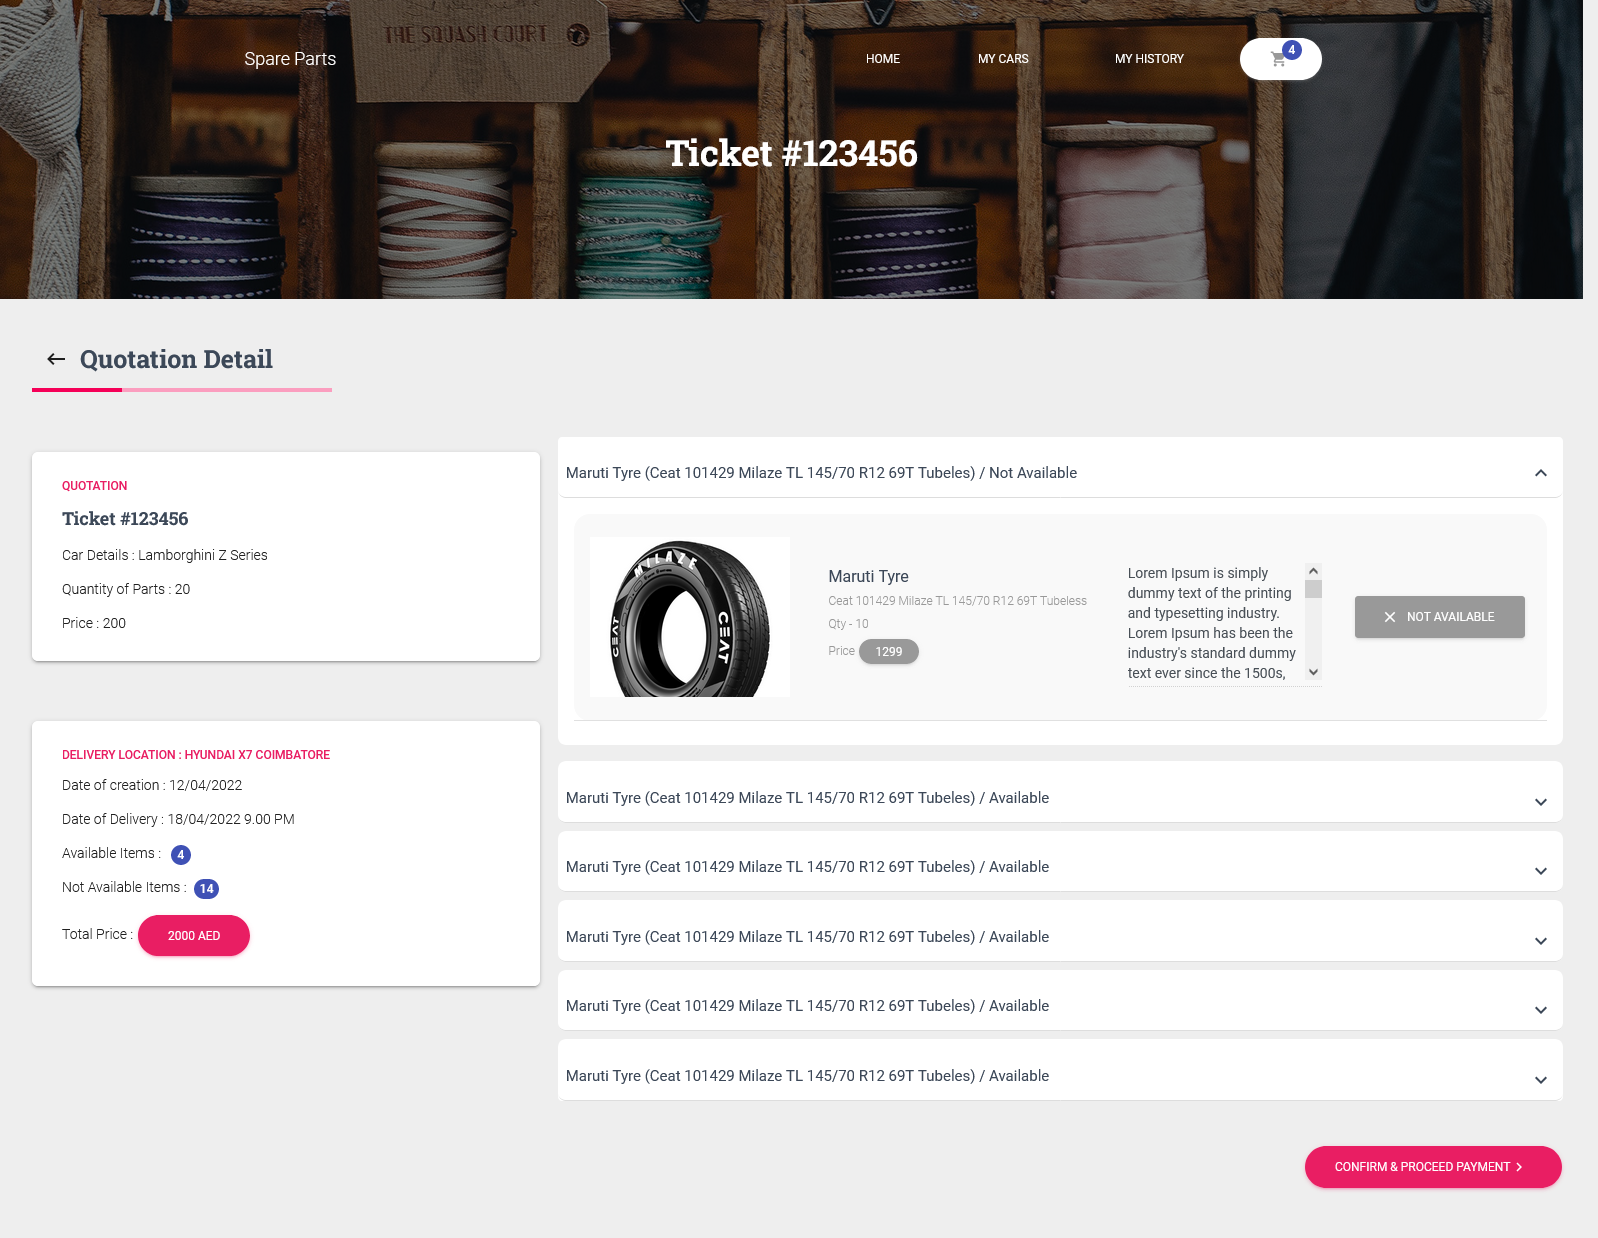 THE SQUASH COURT
Spare Parts
HOME
MY CARS
MY HISTORY
4
Ticket #123456
Quotation Detail
QUOTATION
Ticket #123456
Car Details : Lamborghini Z Series
Quantity of Parts : 20
Price : 200
DELIVERY LOCATION : HYUNDAI X7 COIMBATORE
Date of creation : 12/04/2022
Date of Delivery : 18/04/2022 9.00 PM
Available Items : 4
Not Available Items : 14
Total Price : 2000 AED
Maruti Tyre (Ceat 101429 Milaze TL 145/70 R12 69T Tubeles) / Not Available
MILAZE
CEAT
CEAT
Maruti Tyre
Ceat 101429 Milaze TL 145/70 R12 69T Tubeless
Qty - 10
Price 1299
Lorem Ipsum is simply
dummy text of the printing
and typesetting industry.
Lorem Ipsum has been the
industry's standard dummy
text ever since the 1500s,
NOT AVAILABLE
Maruti Tyre (Ceat 101429 Milaze TL 145/70 R12 69T Tubeles) / Available
Maruti Tyre (Ceat 101429 Milaze TL 145/70 R12 69T Tubeles) / Available
Maruti Tyre (Ceat 101429 Milaze TL 145/70 R12 69T Tubeles) / Available
Maruti Tyre (Ceat 101429 Milaze TL 145/70 R12 69T Tubeles) / Available
Maruti Tyre (Ceat 101429 Milaze TL 145/70 R12 69T Tubeles) / Available
CONFIRM & PROCEED PAYMENT